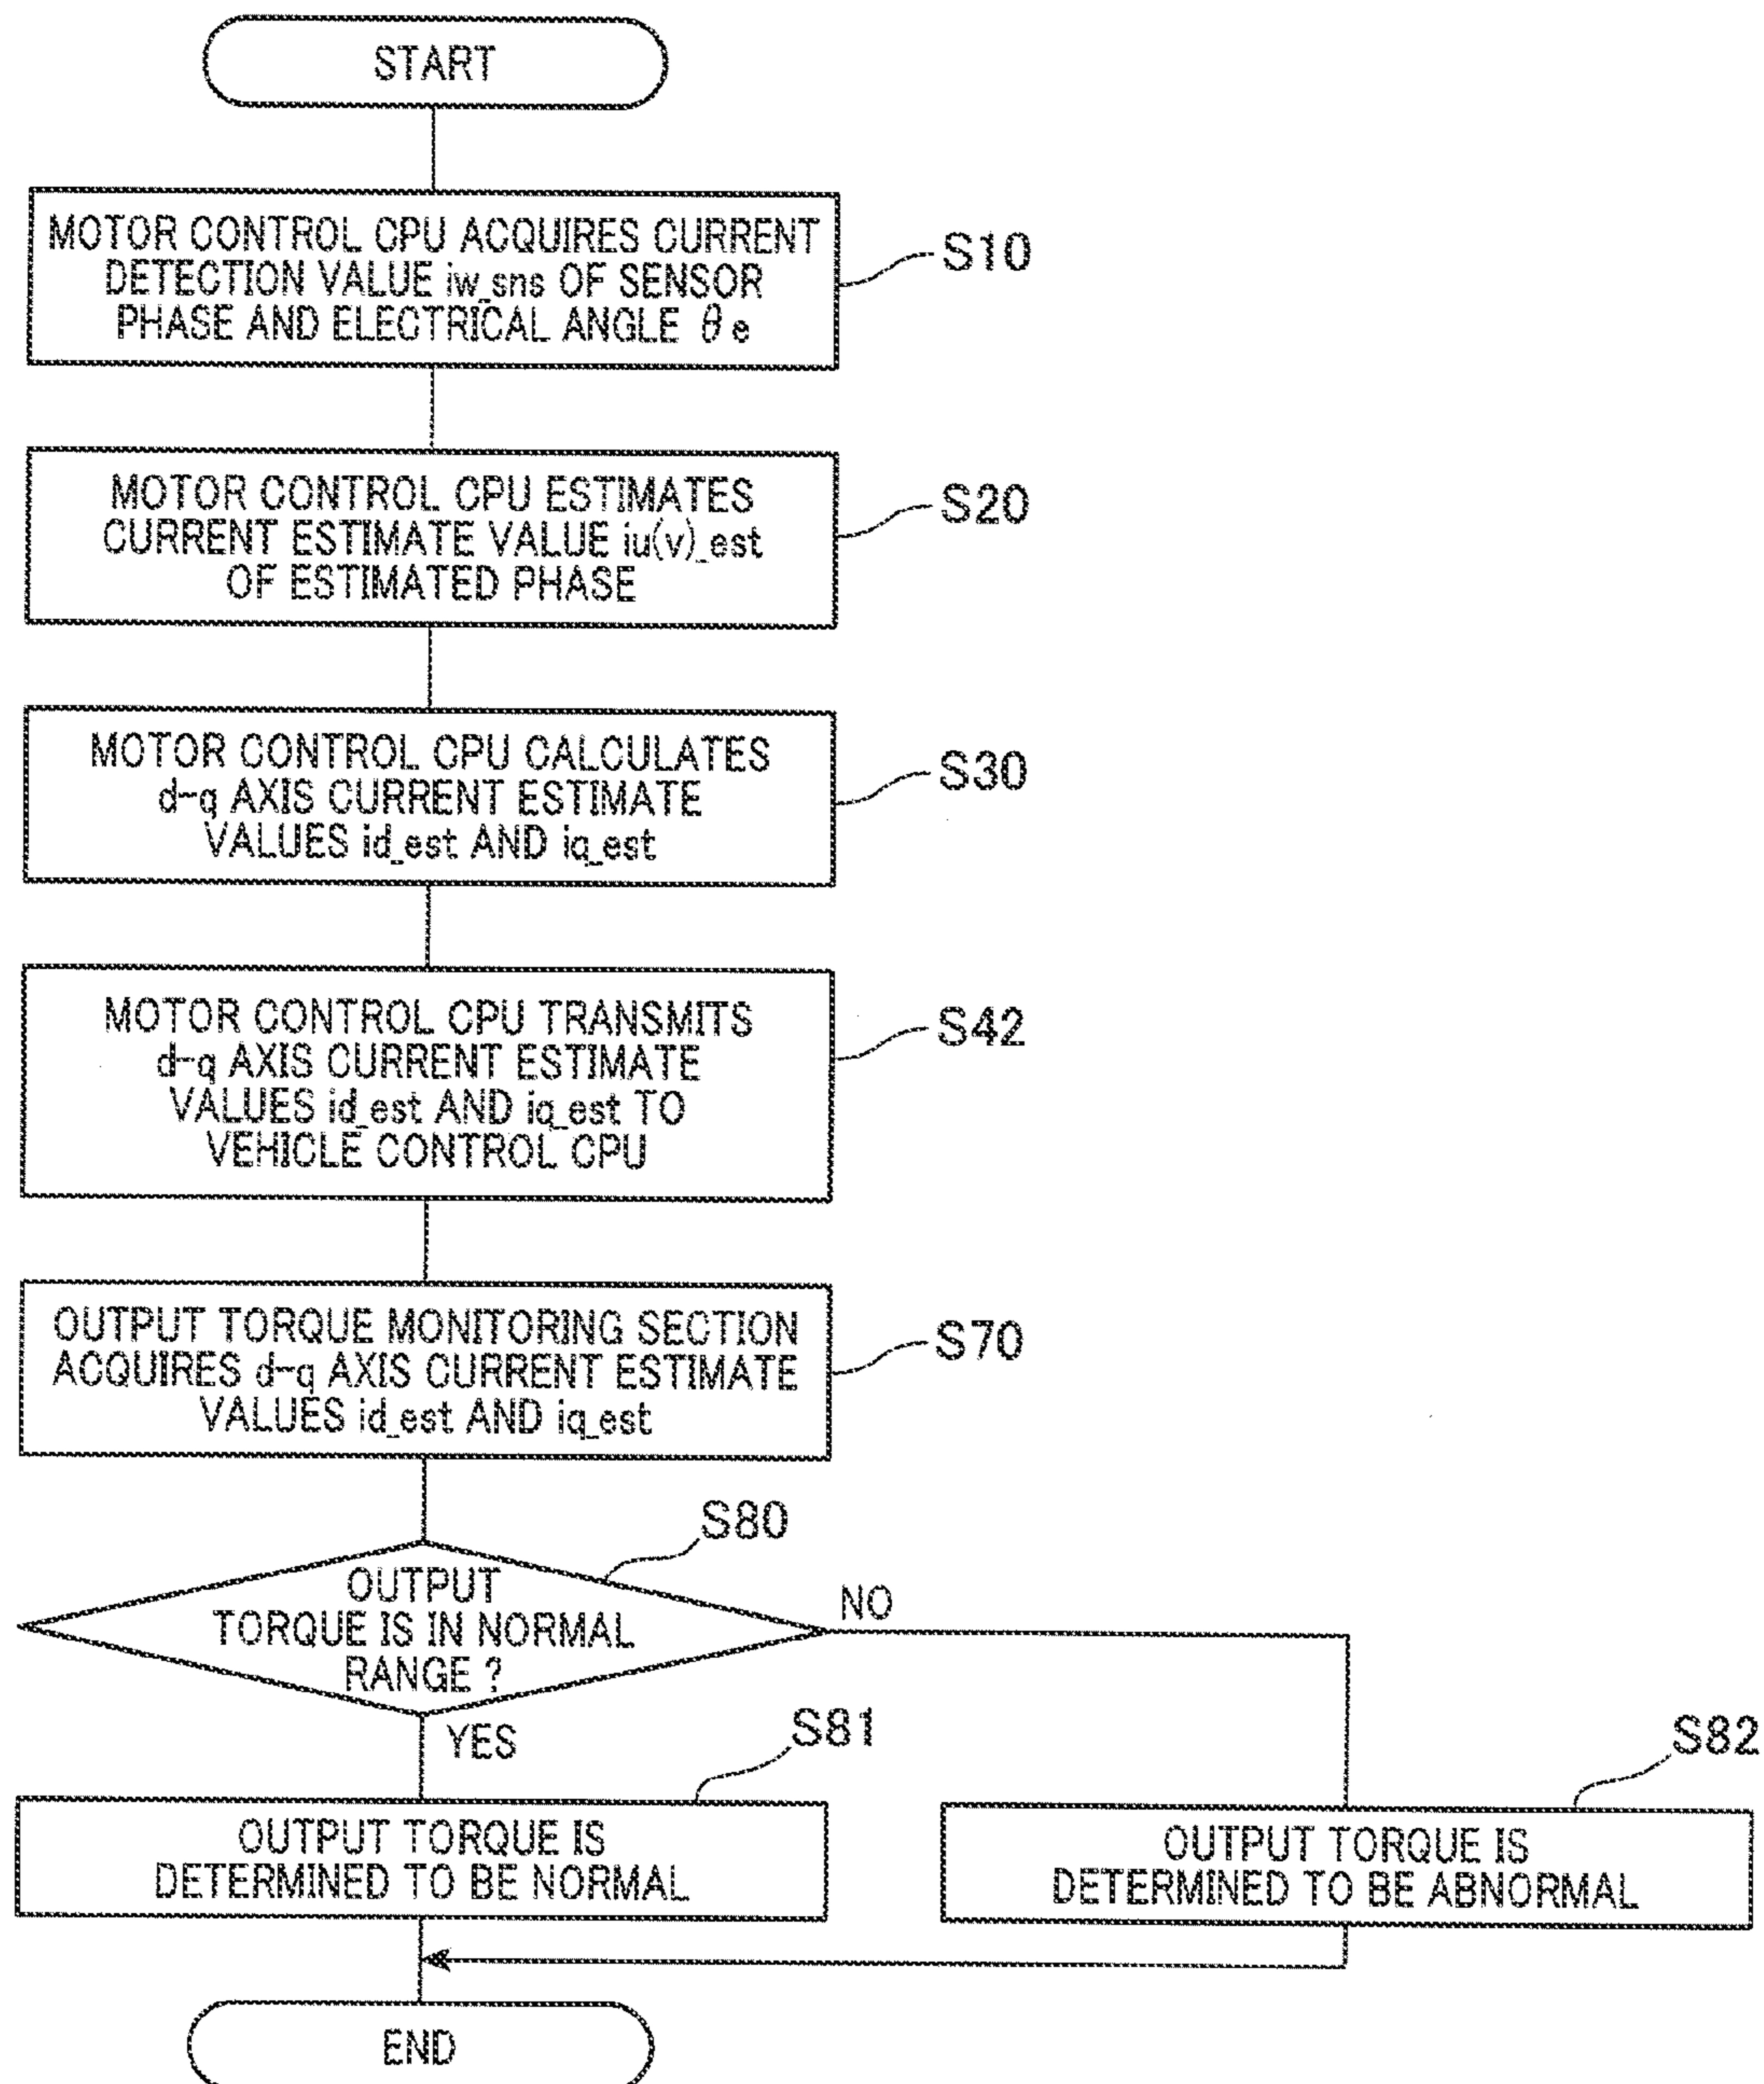 START
MOTOR CONTROL CPU ACQUIRES CURRENT
DETECTION VALUE iw_sns OF SENSOR
PHASE AND ELECTRICAL ANGLE θe
S10
MOTOR CONTROL CPU ESTIMATES
CURRENT ESTIMATE VALUE iu(v)_est
OF ESTIMATED PHASE
S20
MOTOR CONTROL CPU CALCULATES
d-q AXIS CURRENT ESTIMATE
VALUES id_est AND iq_est
S30
MOTOR CONTROL CPU TRANSMITS
d-q AXIS CURRENT ESTIMATE
VALUES id_est AND iq_est TO
VEHICLE CONTROL CPU
S42
OUTPUT TORQUE MONITORING SECTION
ACQUIRES d-q AXIS CURRENT ESTIMATE
VALUES id_est AND iq_est
S70
S80
OUTPUT
TORQUE IS IN NORMAL
RANGE ?
NO
YES
S81
OUTPUT TORQUE IS
DETERMINED TO BE NORMAL
S82
OUTPUT TORQUE IS
DETERMINED TO BE ABNORMAL
END